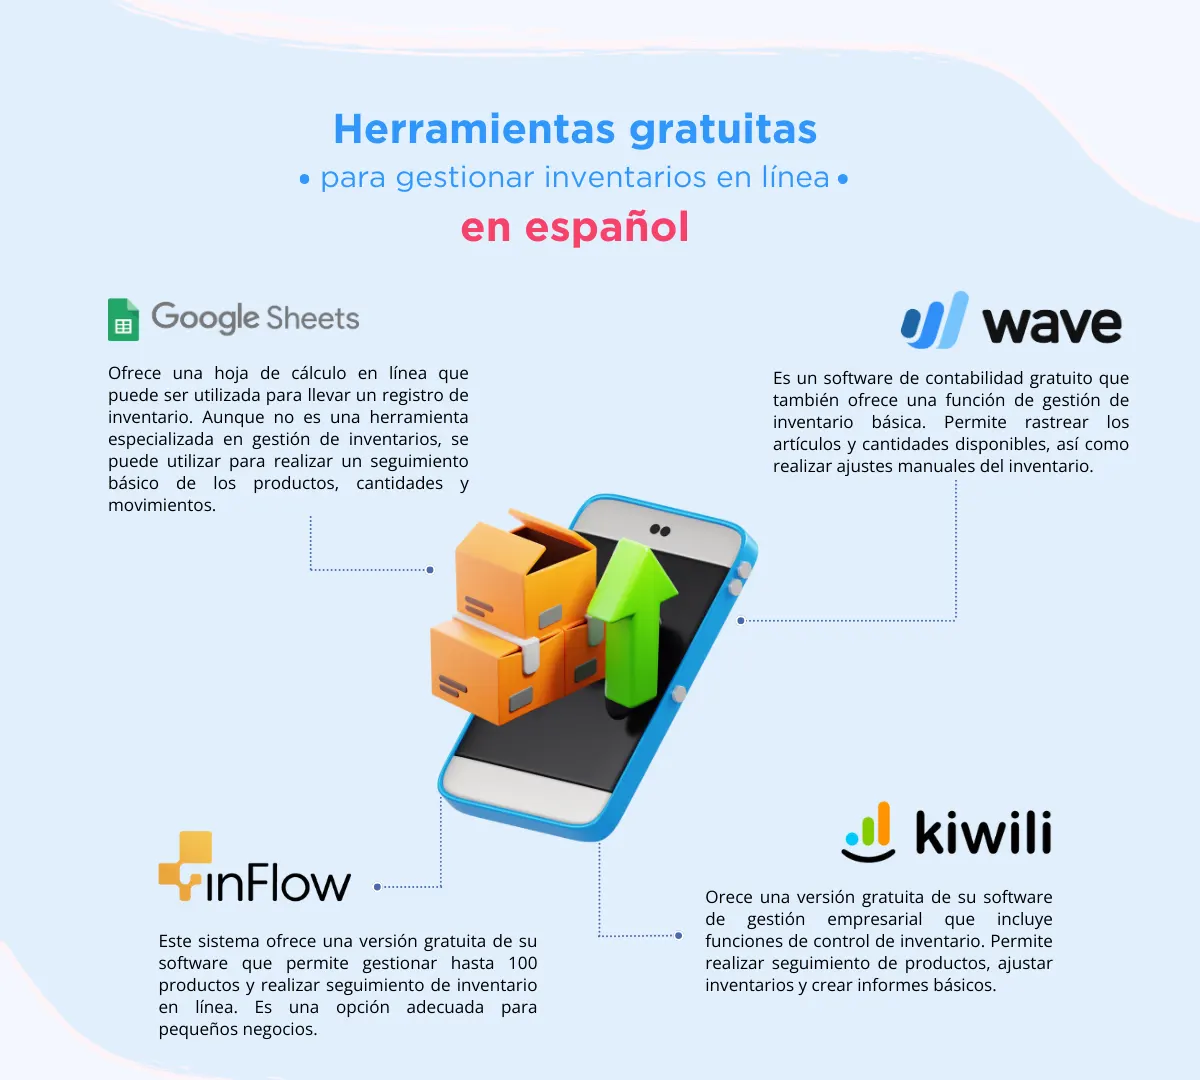 Herramientas gratuitas
• para gestionar inventarios en línea •
en español
Google Sheets
Ofrece una hoja de cálculo en línea que
puede ser utilizada para llevar un registro de
inventario. Aunque no es una herramienta
especializada en gestión de inventarios, se
puede utilizar para realizar un seguimiento
básico de los productos, cantidades y
movimientos.
wave
Es un software de contabilidad gratuito que
también ofrece una función de gestión de
inventario básica. Permite rastrear los
artículos y cantidades disponibles, así como
realizar ajustes manuales del inventario.
inFlow
Este sistema ofrece una versión gratuita de su
software que permite gestionar hasta 100
productos y realizar seguimiento de inventario
en línea. Es una opción adecuada para
pequeños negocios.
kiwili
Orece una versión gratuita de su software
de gestión empresarial que incluye
funciones de control de inventario. Permite
realizar seguimiento de productos, ajustar
inventarios y crear informes básicos.